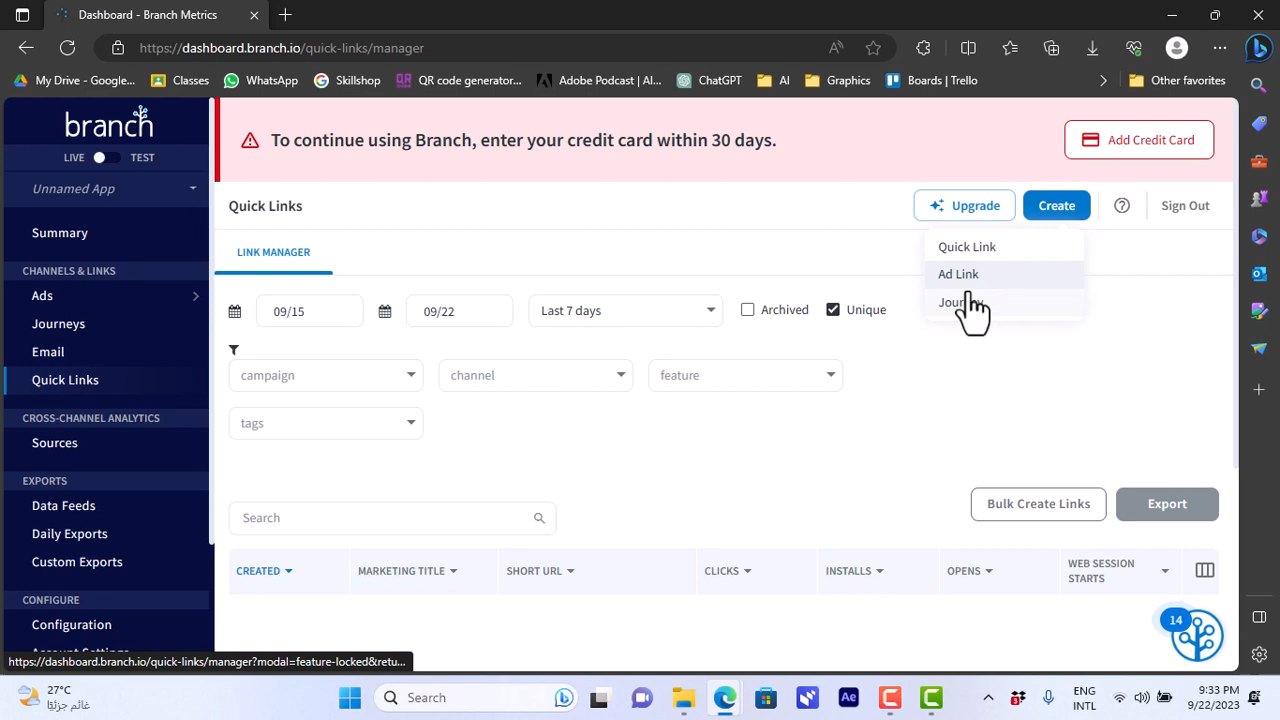 Dashboard - Branch Metrics
https://dashboard.branch.io/quick-links/manager
My Drive - Google...
Classes
WhatsApp
Skillshop
QR code generator...
Adobe Podcast | AI...
ChatGPT
AI
Graphics
Boards | Trello
Other favorites
branch
LIVE
TEST
Unnamed App
Summary
CHANNELS & LINKS
Ads
Journeys
Email
Quick Links
CROSS-CHANNEL ANALYTICS
Sources
EXPORTS
Data Feeds
Daily Exports
Custom Exports
CONFIGURE
Configuration
Account Settings
https://dashboard.branch.io/quick-links/manager?modal=feature-locked&retu...
To continue using Branch, enter your credit card within 30 days.
Add Credit Card
Quick Links
Upgrade
Create
Sign Out
Quick Link
Ad Link
LINK MANAGER
09/15
09/22
Last 7 days
Archived
Unique
campaign
channel
feature
tags
Search
Bulk Create Links
Export
CREATED
MARKETING TITLE
SHORT URL
CLICKS
INSTALLS
OPENS
WEB SESSION
STARTS
14
27°C
غائم جزئيًا
Search
Ae
3
ENG
INTL
9:33 PM
9/22/2023